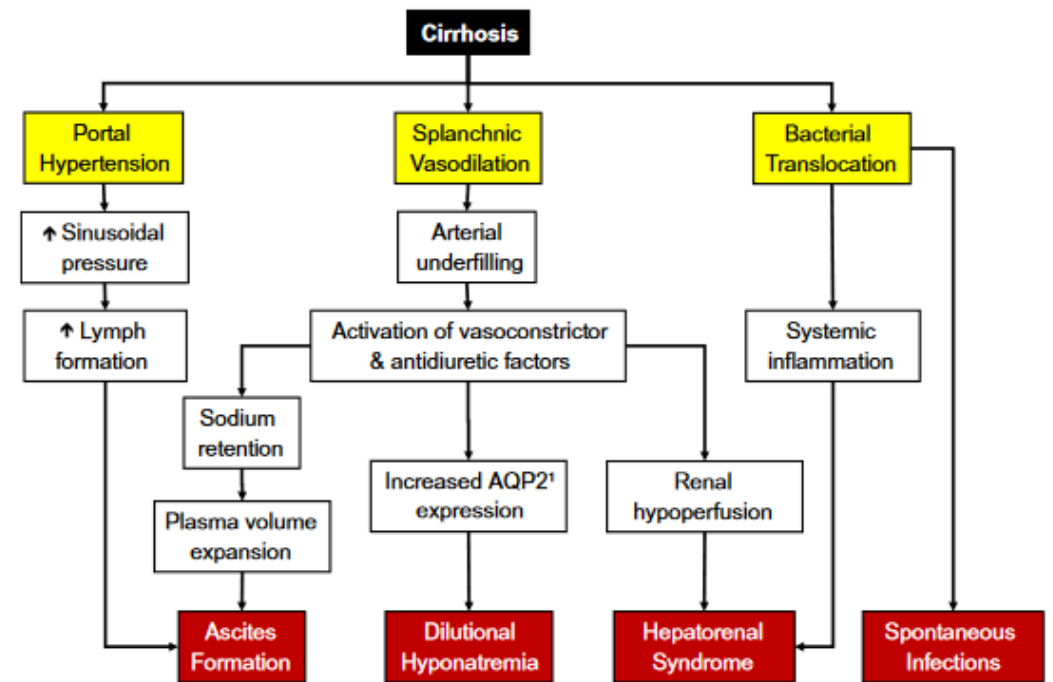 Cirrhosis
Portal
Hypertension
Splanchnic
Vasodilation
Bacterial
Translocation
↑ Sinusoidal
pressure
Arterial
underfilling
↑ Lymph
formation
Activation of vasoconstrictor
& antidiuretic factors
Systemic
inflammation
Sodium
retention
Increased AQP2¹
expression
Renal
hypoperfusion
Plasma volume
expansion
Ascites
Formation
Dilutional
Hyponatremia
Hepatorenal
Syndrome
Spontaneous
Infections